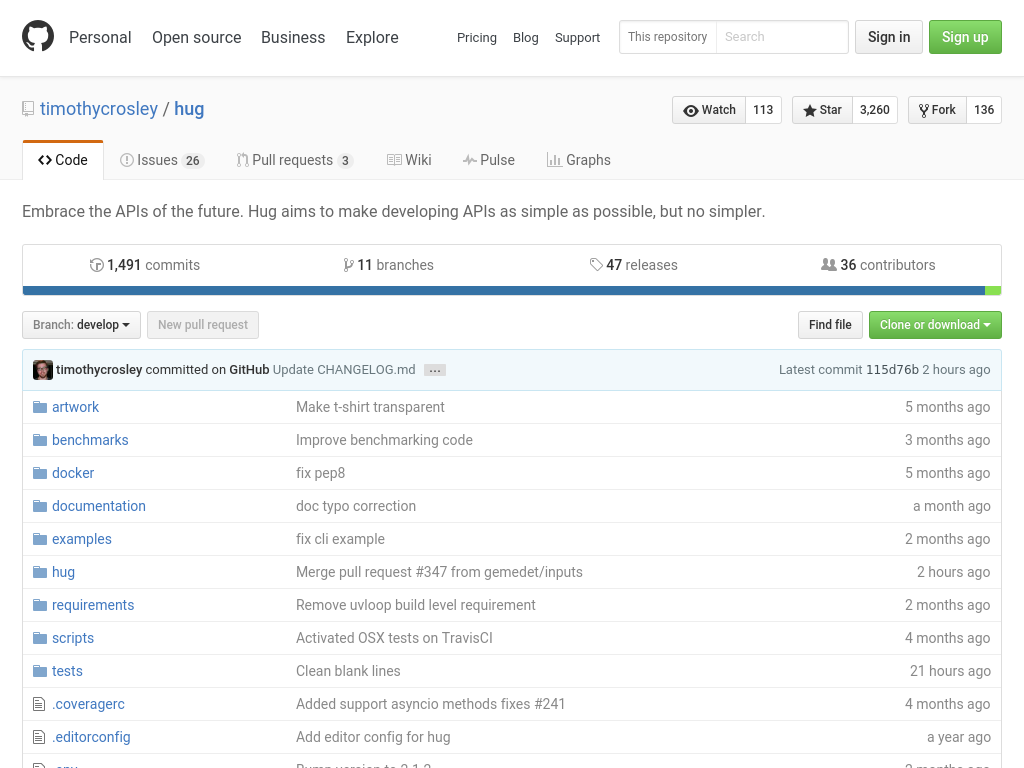 Personal Open source Business Explore Pricing Blog Support This repository Search Sign in Sign up
timothycrosley / hug Watch 113 Star 3,260 Fork 136
Code Issues 26 Pull requests 3 Wiki Pulse Graphs
Embrace the APIs of the future. Hug aims to make developing APIs as simple as possible, but no simpler.
1,491 commits 11 branches 47 releases 36 contributors
Branch: develop New pull request Find file Clone or download
timothycrosley committed on GitHub Update CHANGELOG.md … Latest commit 115d76b 2 hours ago
artwork Make t-shirt transparent 5 months ago
benchmarks Improve benchmarking code 3 months ago
docker fix pep8 5 months ago
documentation doc typo correction a month ago
examples fix cli example 2 months ago
hug Merge pull request #347 from gemedet/inputs 2 hours ago
requirements Remove uvloop build level requirement 2 months ago
scripts Activated OSX tests on TravisCI 4 months ago
tests Clean blank lines 21 hours ago
.coveragerc Added support asyncio methods fixes #241 4 months ago
.editorconfig Add editor config for hug a year ago